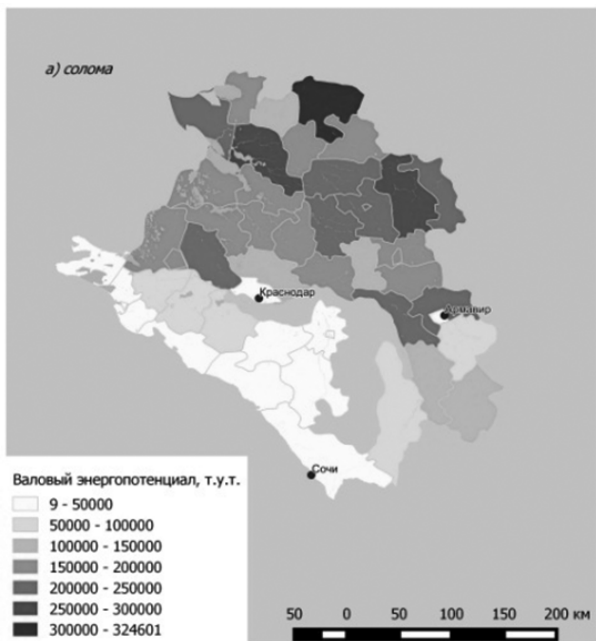 а) солома
Краснодар
Армавир
Сочи
Валовый энергопотенциал, т.у.т.
9 - 50000
50000 - 100000
100000 - 150000
150000 - 200000
200000 - 250000
250000 - 300000
300000 - 324601
50 0 50 100 150 200 км